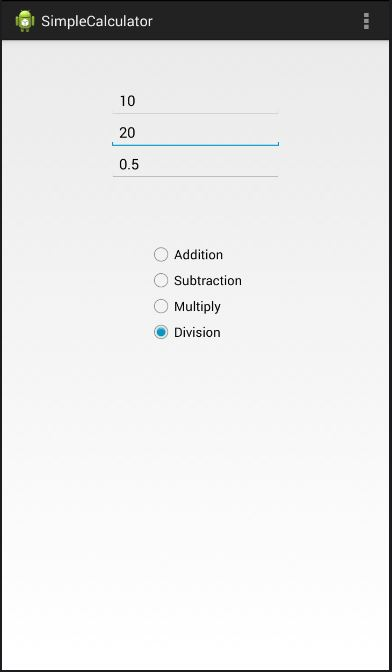 SimpleCalculator
10
20
0.5
Addition
Subtraction
Multiply
Division